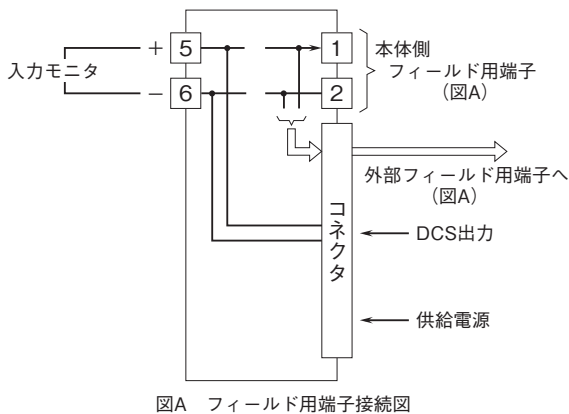 入力モニタ
+ 5
− 6
1
2
本体側
フィールド用端子
(図A)
外部フィールド用端子へ
(図A)
コネクタ
DCS出力
供給電源
図A フィールド用端子接続図